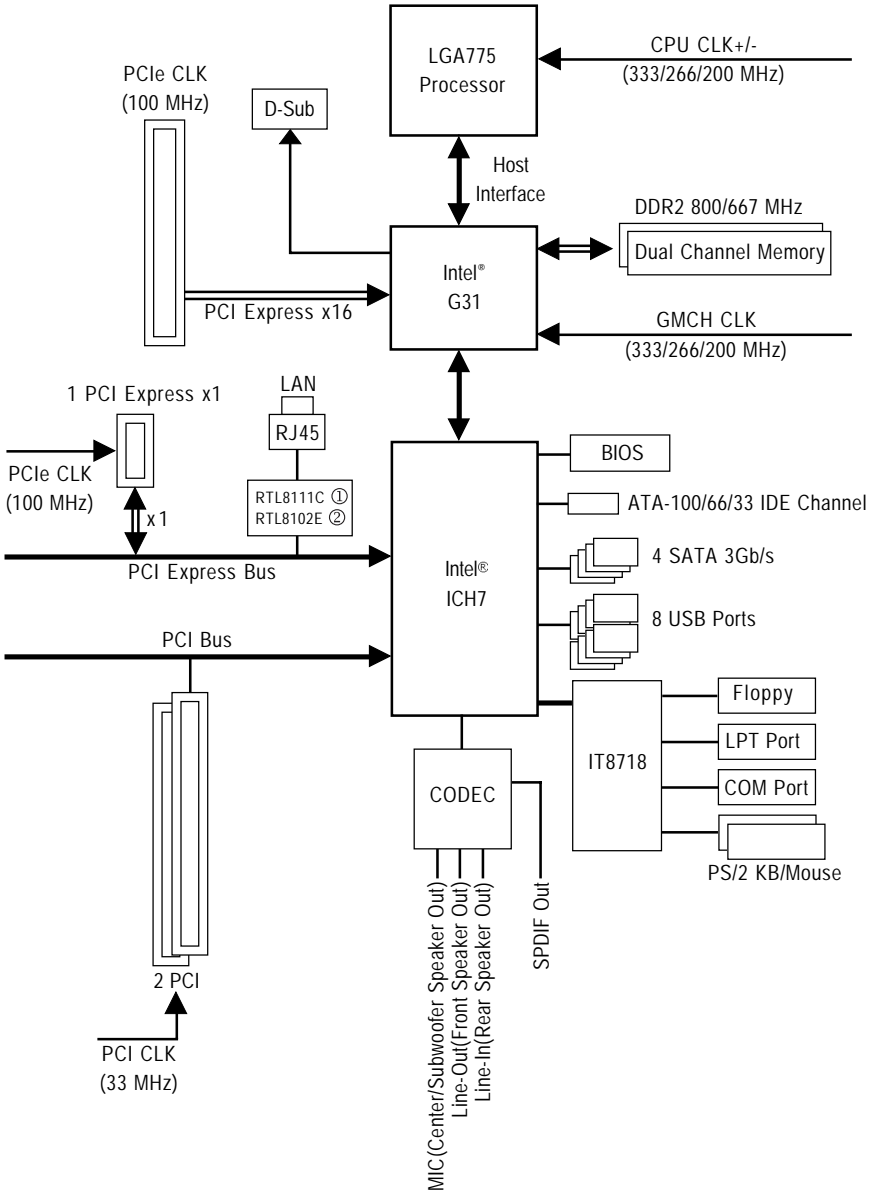 LGA775
Processor
CPU CLK+/-
(333/266/200 MHz)
PCIe CLK
(100 MHz)
D-Sub
Host
Interface
DDR2 800/667 MHz
Dual Channel Memory
Intel®
G31
PCI Express x16
GMCH CLK
(333/266/200 MHz)
1 PCI Express x1
LAN
RJ45
PCIe CLK
(100 MHz)
x1
RTL8111C ①
RTL8102E ②
PCI Express Bus
BIOS
ATA-100/66/33 IDE Channel
Intel®
ICH7
4 SATA 3Gb/s
8 USB Ports
PCI Bus
IT8718
Floppy
LPT Port
COM Port
PS/2 KB/Mouse
CODEC
MIC(Center/Subwoofer Speaker Out)
Line-Out(Front Speaker Out)
Line-In(Rear Speaker Out)
SPDIF Out
2 PCI
PCI CLK
(33 MHz)